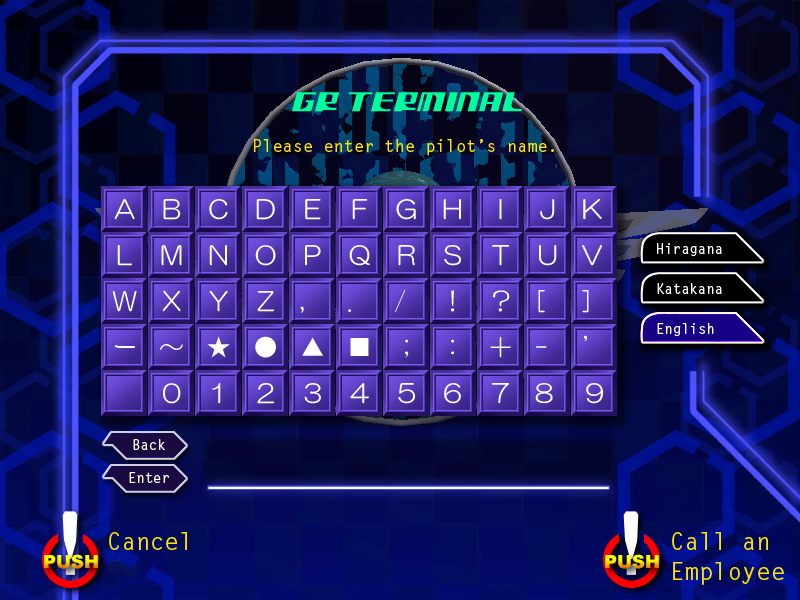 GR TERMINAL
Please enter the pilot's name.
A B C D E F G H I J K
L M N O P Q R S T U V
W X Y Z , . / ! ? [ ]
ー ～ ★ ● ▲ ■ ; : + - '
0 1 2 3 4 5 6 7 8 9
Hiragana
Katakana
English
Back
Enter
PUSH Cancel
PUSH Call an
Employee